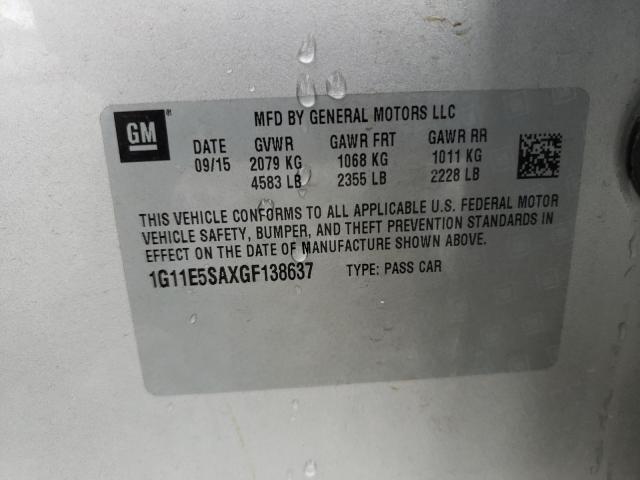 MFD BY GENERAL MOTORS LLC
GM
DATE GVWR GAWR FRT GAWR RR
09/15 2079 KG 1068 KG 1011 KG
4583 LB 2355 LB 2228 LB
THIS VEHICLE CONFORMS TO ALL APPLICABLE U.S. FEDERAL MOTOR
VEHICLE SAFETY, BUMPER, AND THEFT PREVENTION STANDARDS IN
EFFECT ON THE DATE OF MANUFACTURE SHOWN ABOVE.
1G11E5SAXGF138637 TYPE: PASS CAR